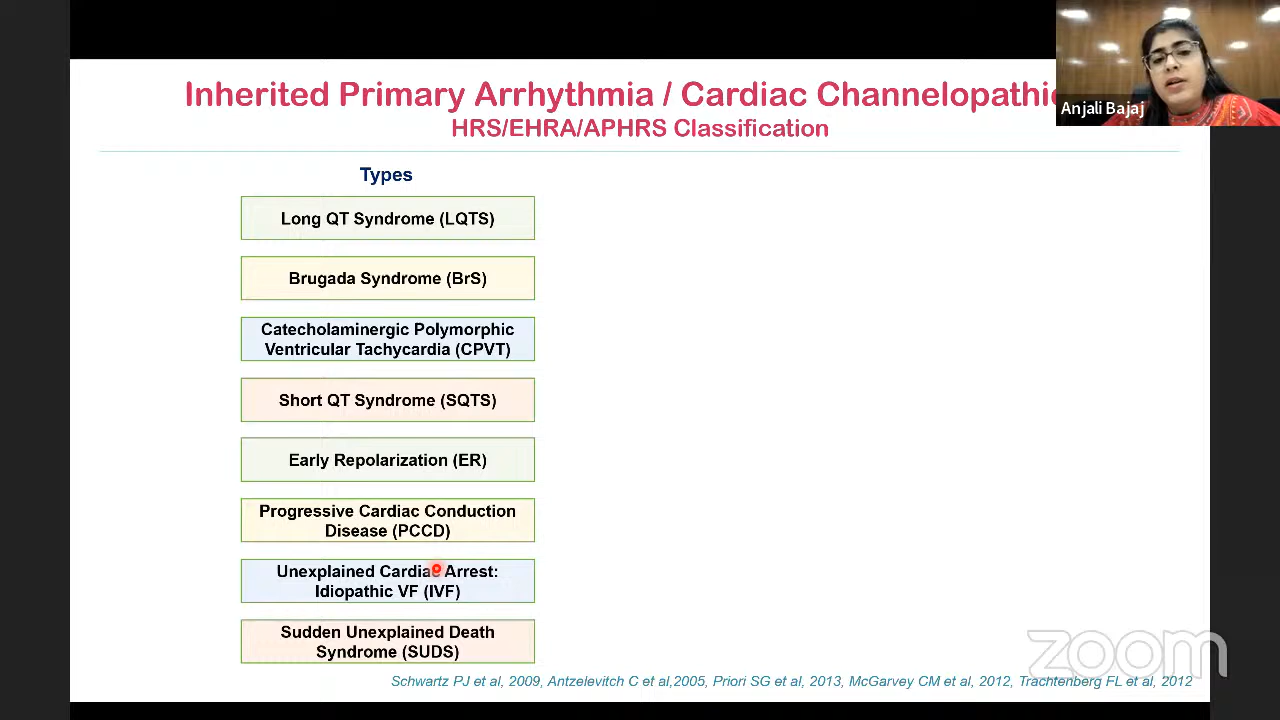 Inherited Primary Arrhythmia / Cardiac Channelopathi
HRS/EHRA/APHRS Classification
Anjali Bajaj
Types
Long QT Syndrome (LQTS)
Brugada Syndrome (BrS)
Catecholaminergic Polymorphic
Ventricular Tachycardia (CPVT)
Short QT Syndrome (SQTS)
Early Repolarization (ER)
Progressive Cardiac Conduction
Disease (PCCD)
Unexplained Cardiac Arrest:
Idiopathic VF (IVF)
Sudden Unexplained Death
Syndrome (SUDS)
zoom
Schwartz PJ et al, 2009, Antzelevitch C et al,2005, Priori SG et al, 2013, McGarvey CM et al, 2012, Trachtenberg FL et al, 2012